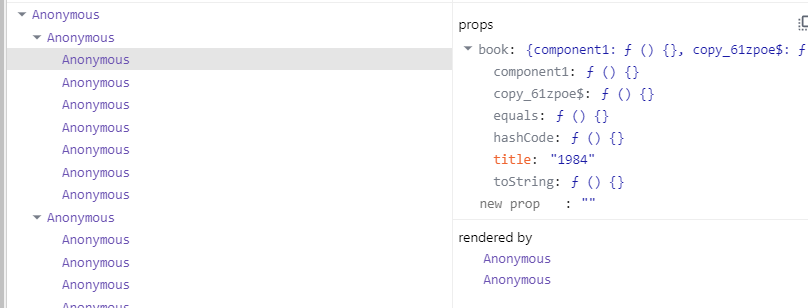 Anonymous
Anonymous
Anonymous
Anonymous
Anonymous
Anonymous
Anonymous
Anonymous
Anonymous
Anonymous
Anonymous
Anonymous
Anonymous
Anonymous
props
book: {component1: ƒ () {}, copy_61zpoe$: ƒ
component1: ƒ () {}
copy_61zpoe$: ƒ () {}
equals: ƒ () {}
hashCode: ƒ () {}
title: "1984"
toString: ƒ () {}
new prop : ""
rendered by
Anonymous
Anonymous